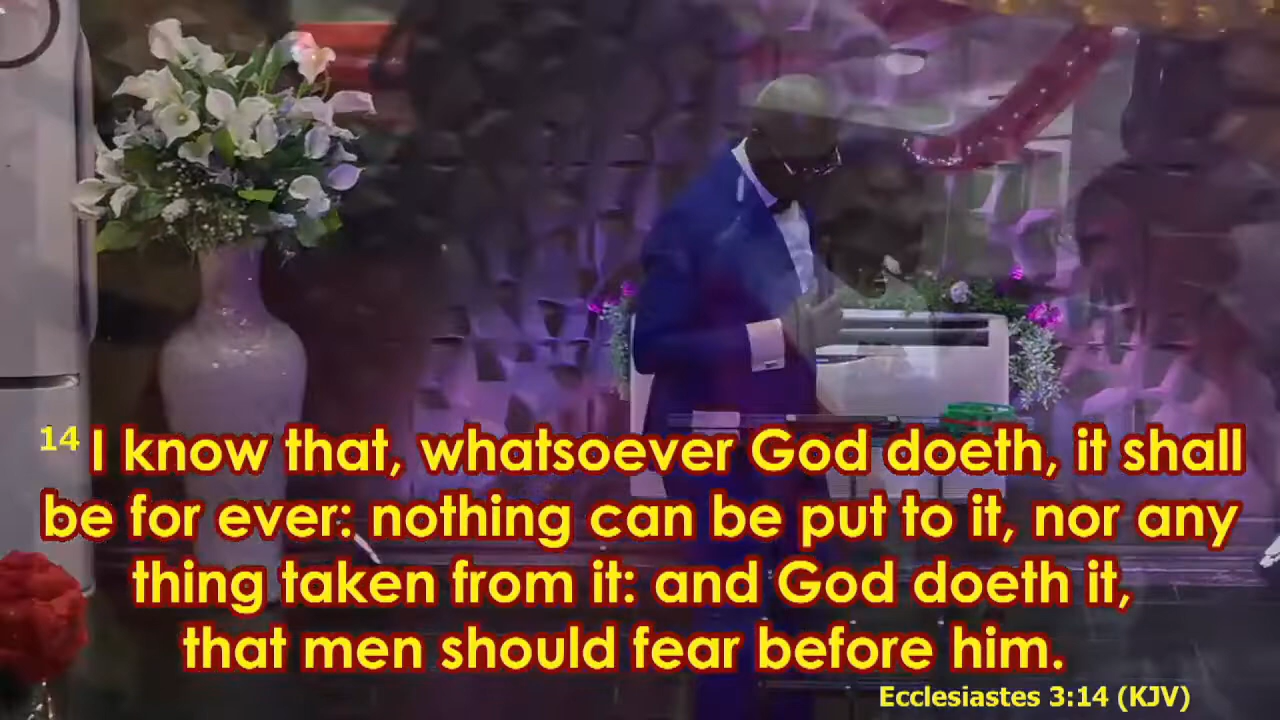 14 I know that, whatsoever God doeth, it shall
be for ever: nothing can be put to it, nor any
thing taken from it: and God doeth it,
that men should fear before him.
Ecclesiastes 3:14 (KJV)